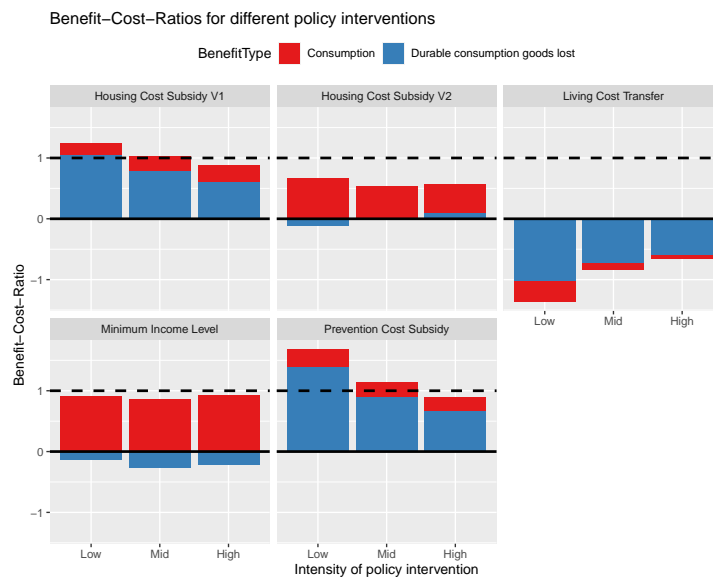 Benefit−Cost−Ratios for different policy interventions
BenefitType Consumption Durable consumption goods lost
Housing Cost Subsidy V1 Housing Cost Subsidy V2 Living Cost Transfer
1
0
−1
Low Mid High
Minimum Income Level Prevention Cost Subsidy
1
0
−1
Low Mid High Low Mid High
Benefit−Cost−Ratio
Intensity of policy intervention